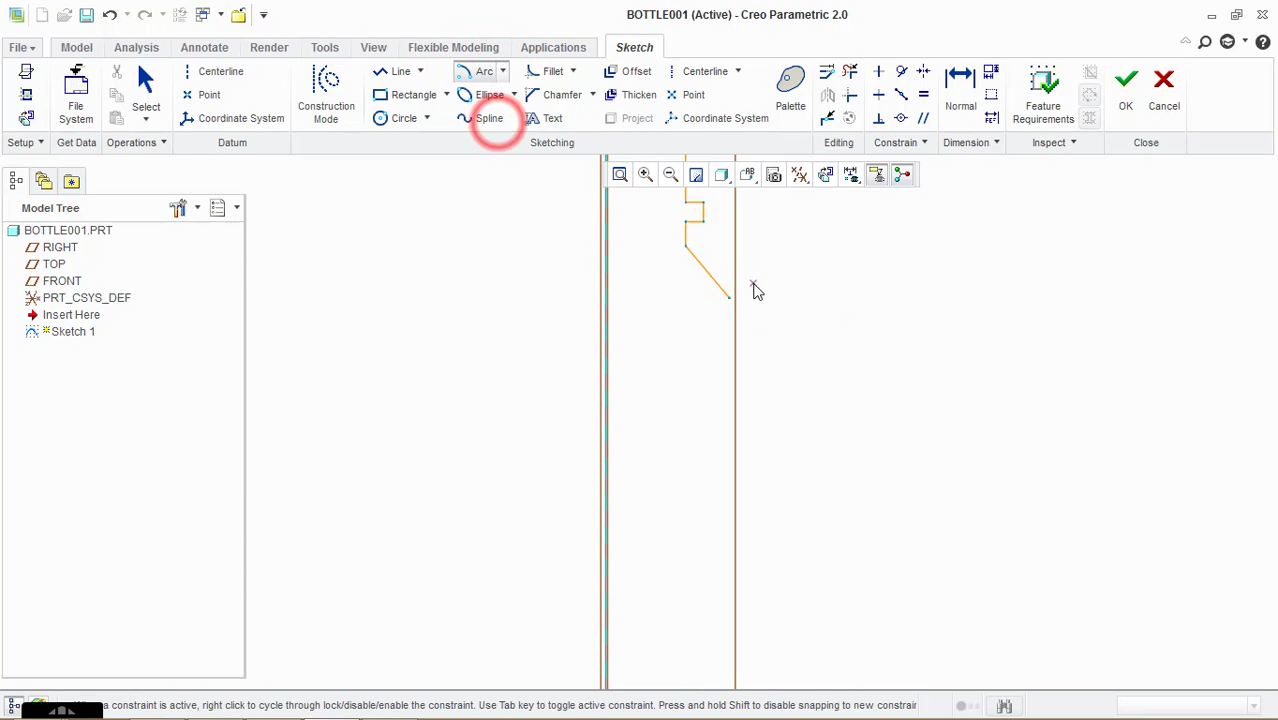 BOTTLE001 (Active) - Creo Parametric 2.0
File Model Analysis Annotate Render Tools View Flexible Modeling Applications Sketch
Centerline Line Arc Fillet Offset Centerline
Point Rectangle Ellipse Chamfer Thicken Point
Coordinate System Circle Spline Text Project Coordinate System
File System Select Construction Mode Palette Normal Feature Requirements OK Cancel
Setup Get Data Operations Datum Sketching Editing Constrain Dimension Inspect Close
Model Tree
BOTTLE001.PRT
RIGHT
TOP
FRONT
PRT_CSYS_DEF
Insert Here
Sketch 1
a constraint is active, right click to cycle through lock/disable/enable the constraint. Use Tab key to toggle active constraint. Press and hold Shift to disable snapping to new constrair